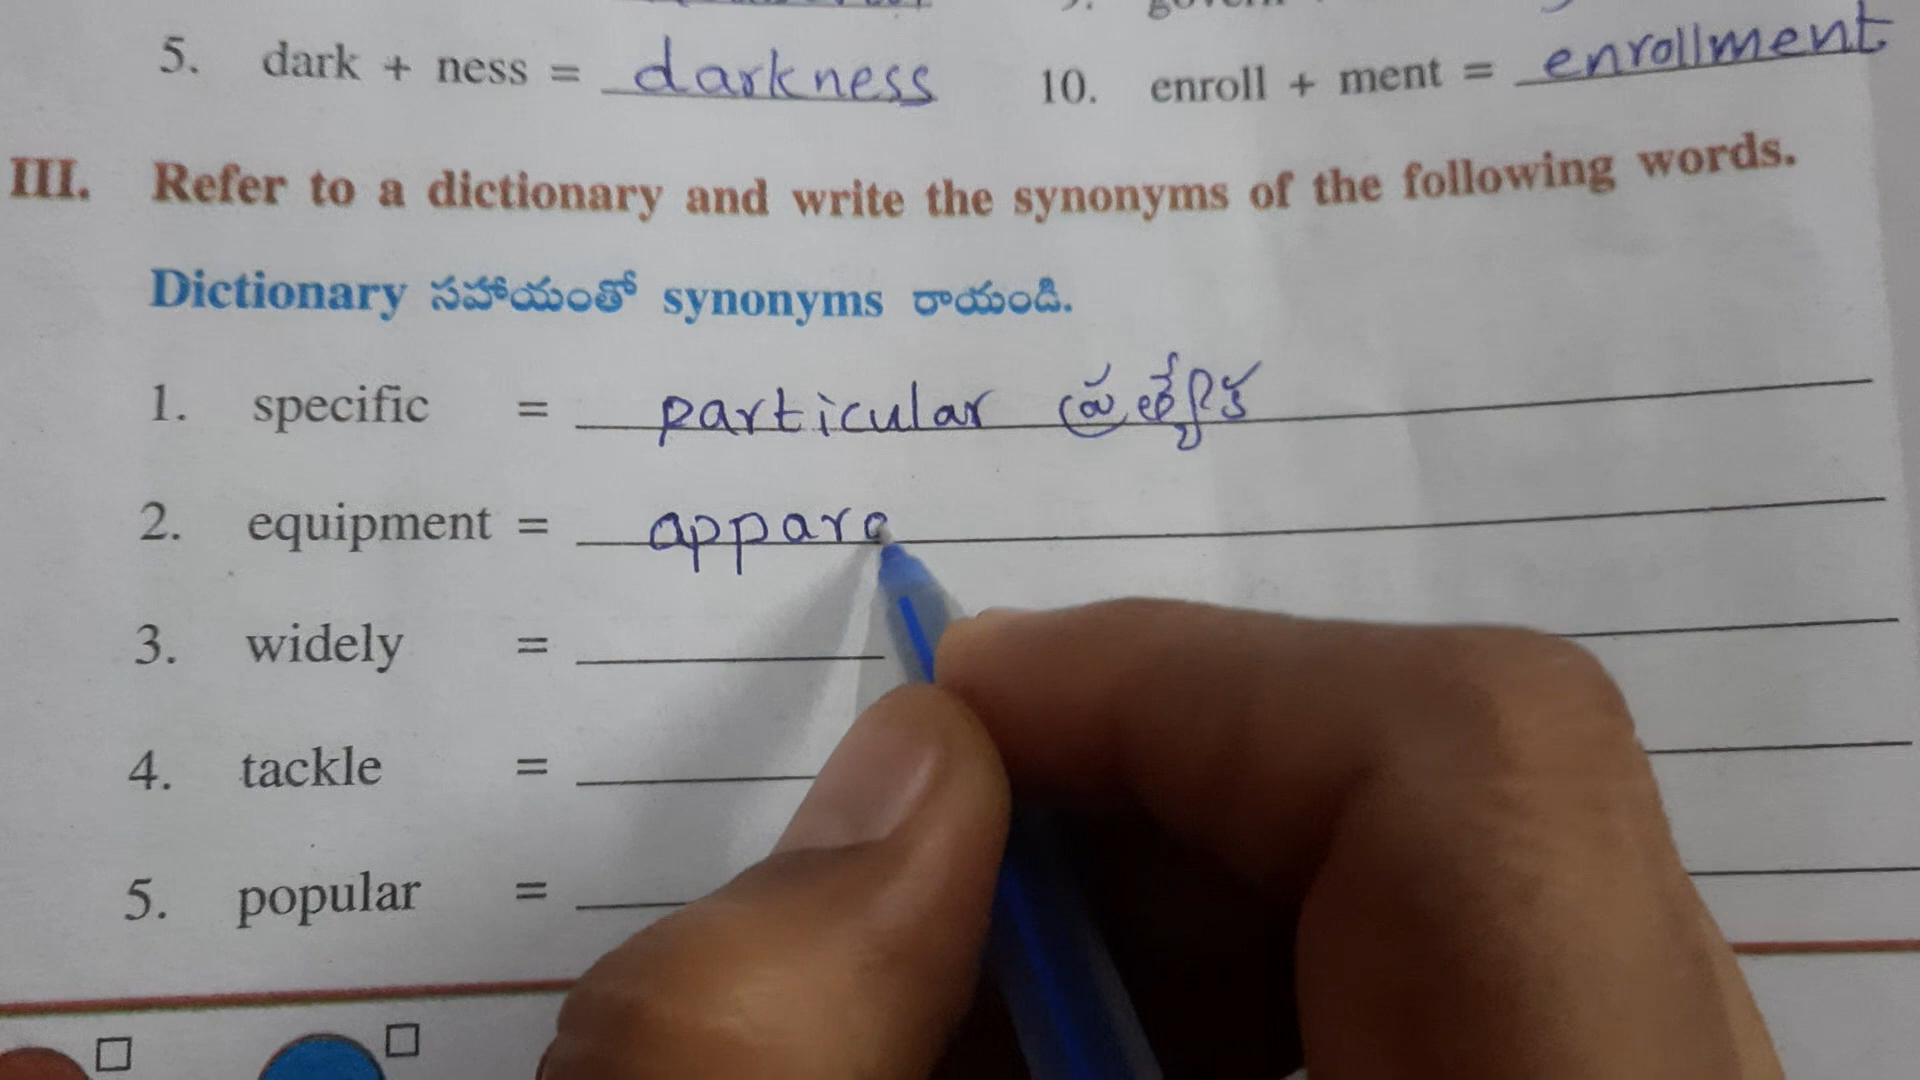 5. dark + ness = darkness 10. enroll + ment = enrollment
III. Refer to a dictionary and write the synonyms of the following words.
Dictionary సహాయంతో synonyms రాయండి.
1. specific = particular ప్రత్యేక
2. equipment = appara
3. widely =
4. tackle =
5. popular =